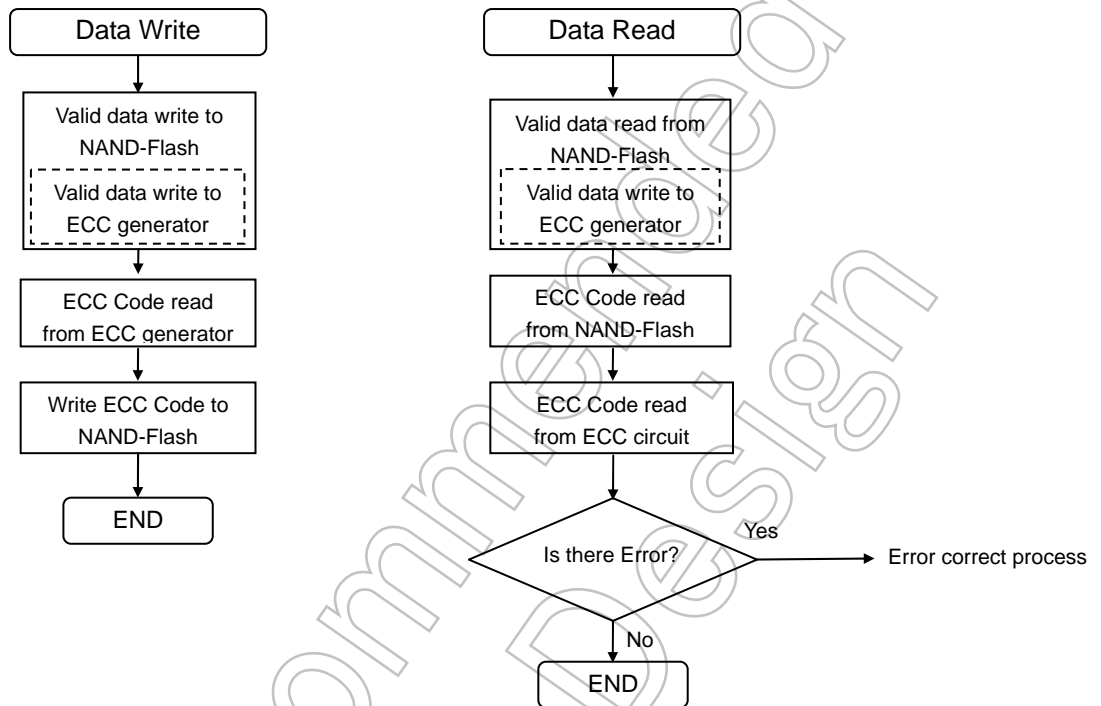 Data Write
Valid data write to
NAND-Flash
Valid data write to
ECC generator
ECC Code read
from ECC generator
Write ECC Code to
NAND-Flash
END
Data Read
Valid data read from
NAND-Flash
Valid data write to
ECC generator
ECC Code read
from NAND-Flash
ECC Code read
from ECC circuit
Is there Error?
Yes
Error correct process
No
END
ommended
Design